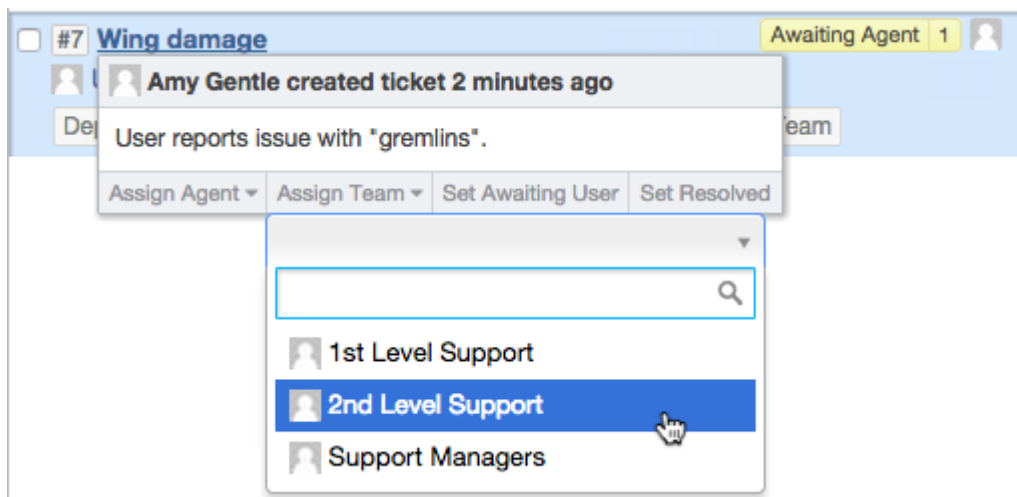 #7 Wing damage Awaiting Agent 1
Amy Gentle created ticket 2 minutes ago
User reports issue with "gremlins".
Assign Agent Assign Team Set Awaiting User Set Resolved
1st Level Support
2nd Level Support
Support Managers